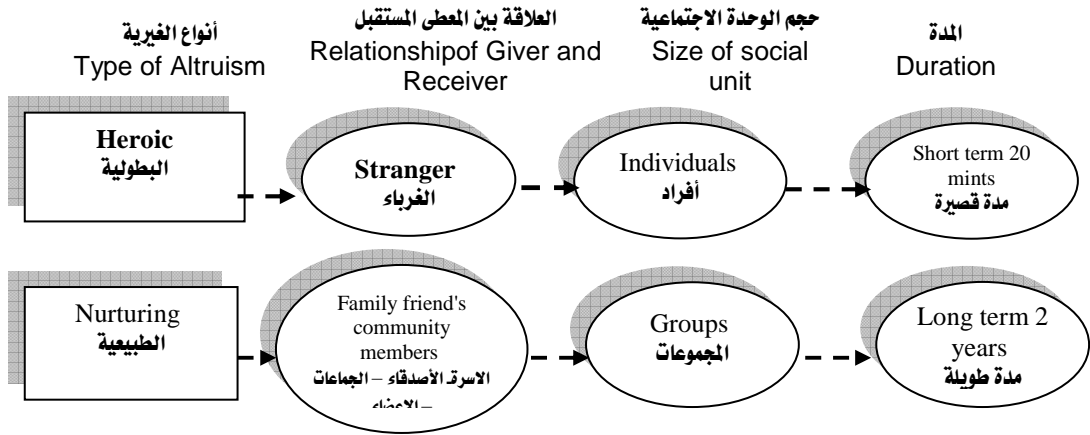 أنواع الغيرية
Type of Altruism
العلاقة بين المعطى المستقبل
Relationshipof Giver and
Receiver
حجم الوحدة الاجتماعية
Size of social
unit
المدة
Duration
Heroic
البطولية
Stranger
الغرباء
Individuals
أفراد
Short term 20
mints
مدة قصيرة
Nurturing
الطبيعية
Family friend's
community
members
الاسرة الأصدقاء – الجماعات
– الاعضاء
Groups
المجموعات
Long term 2
years
مدة طويلة